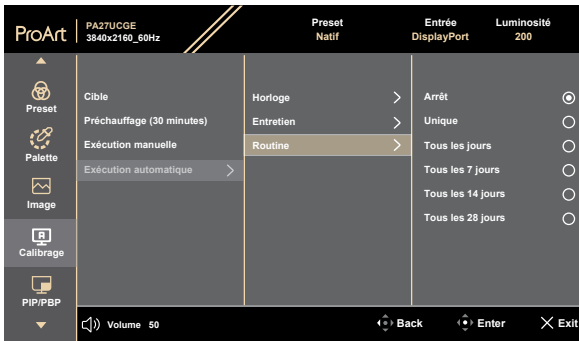 ProArt
PA27UCGE
3840x2160_60Hz
Preset
Natif
Entrée
DisplayPort
Luminosité
200
Preset
Palette
Image
Calibrage
PIP/PBP
Cible
Préchauffage (30 minutes)
Exécution manuelle
Exécution automatique
Horloge
Entretien
Routine
Arrêt
Unique
Tous les jours
Tous les 7 jours
Tous les 14 jours
Tous les 28 jours
Volume 50
Back
Enter
Exit